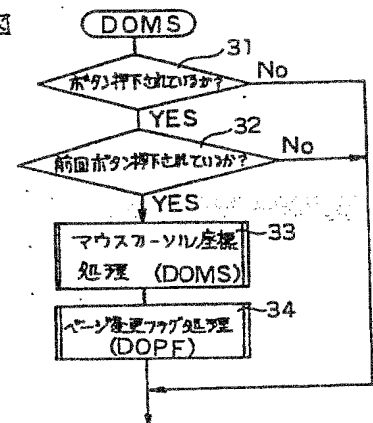 図
DOMS
31
ボタン押下されているか?
No
YES
32
前回ボタン押下されているか?
No
YES
33
マウスカーソル座標
処理 (DOMS)
34
ページ変更フラグ処理
(DOPF)